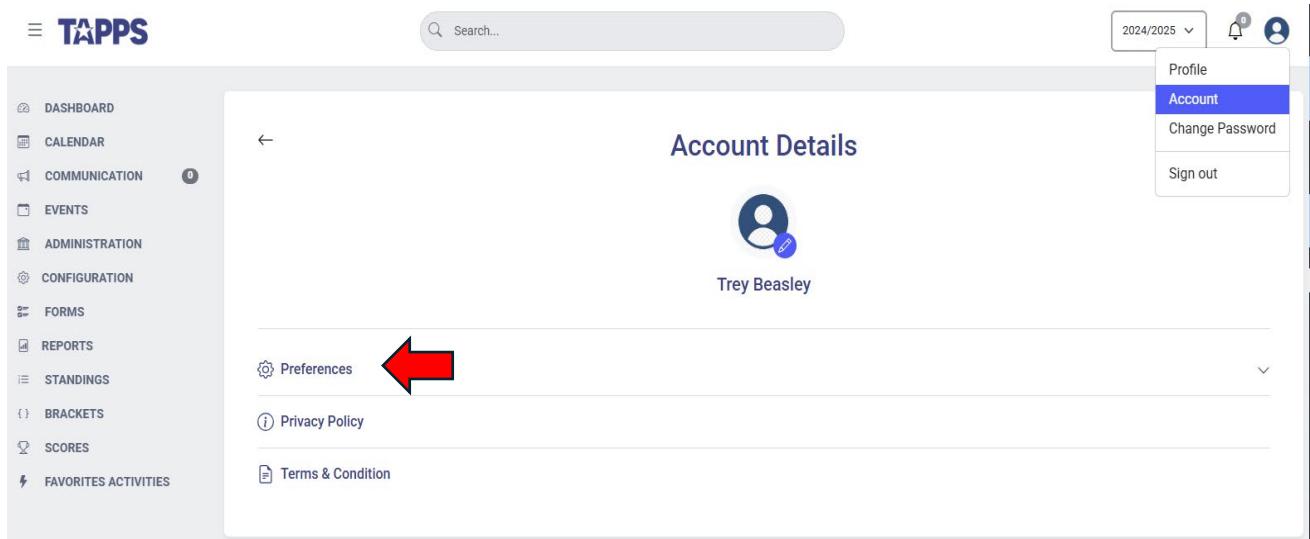 TAPPS
Search...
2024/2025
0
Profile
Account
Change Password
Sign out
DASHBOARD
CALENDAR
COMMUNICATION 0
EVENTS
ADMINISTRATION
CONFIGURATION
FORMS
REPORTS
STANDINGS
BRACKETS
SCORES
FAVORITES ACTIVITIES
Account Details
Trey Beasley
Preferences
Privacy Policy
Terms & Condition